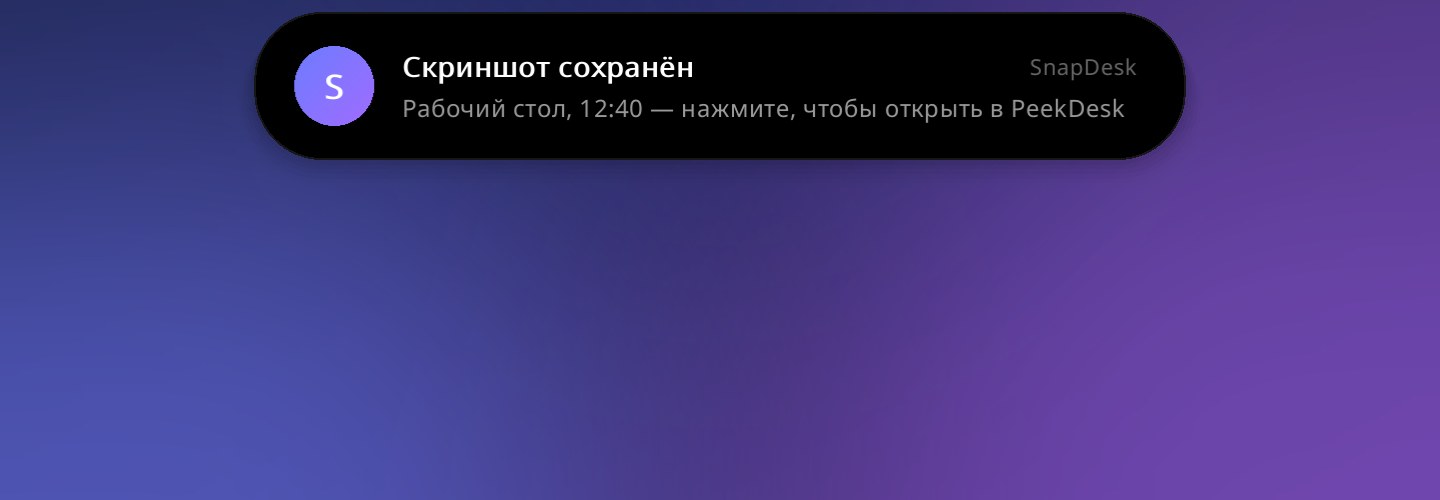 S
Скриншот сохранён
SnapDesk
Рабочий стол, 12:40 — нажмите, чтобы открыть в PeekDesk